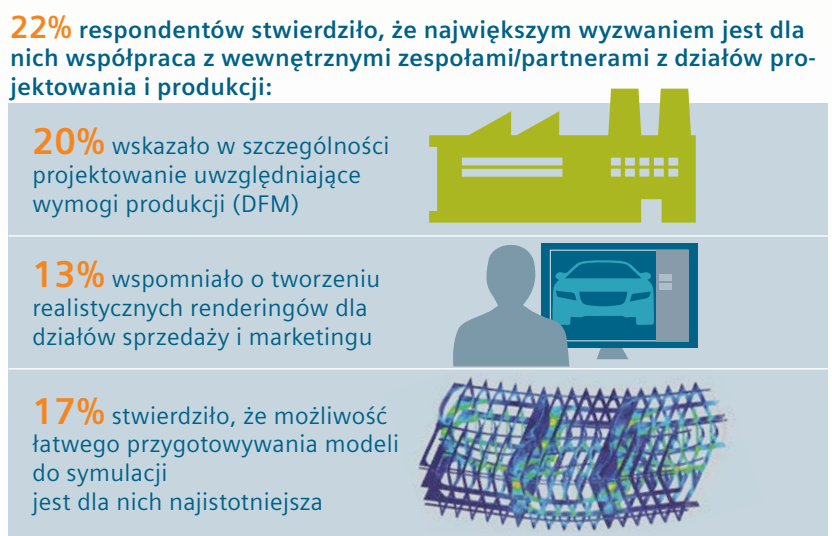 22% respondentów stwierdziło, że największym wyzwaniem jest dla
nich współpraca z wewnętrznymi zespołami/partnerami z działów pro-
jektowania i produkcji:
20% wskazało w szczególności
projektowanie uwzględniające
wymogi produkcji (DFM)
13% wspomniało o tworzeniu
realistycznych renderingów dla
działów sprzedaży i marketingu
17% stwierdziło, że możliwość
łatwego przygotowywania modeli
do symulacji
jest dla nich najistotniejsza